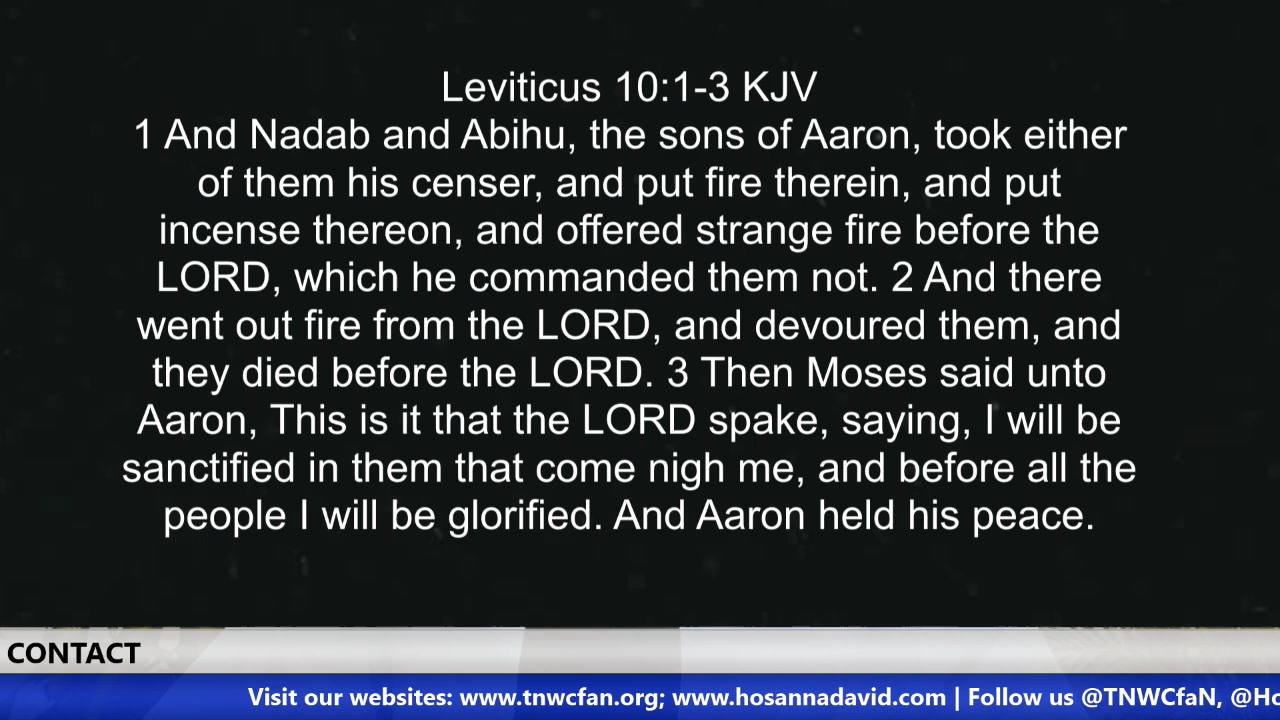 Leviticus 10:1-3 KJV
1 And Nadab and Abihu, the sons of Aaron, took either
of them his censer, and put fire therein, and put
incense thereon, and offered strange fire before the
LORD, which he commanded them not. 2 And there
went out fire from the LORD, and devoured them, and
they died before the LORD. 3 Then Moses said unto
Aaron, This is it that the LORD spake, saying, I will be
sanctified in them that come nigh me, and before all the
people I will be glorified. And Aaron held his peace.
CONTACT
Visit our websites: www.tnwcfan.org; www.hosannadavid.com | Follow us @TNWCfaN,